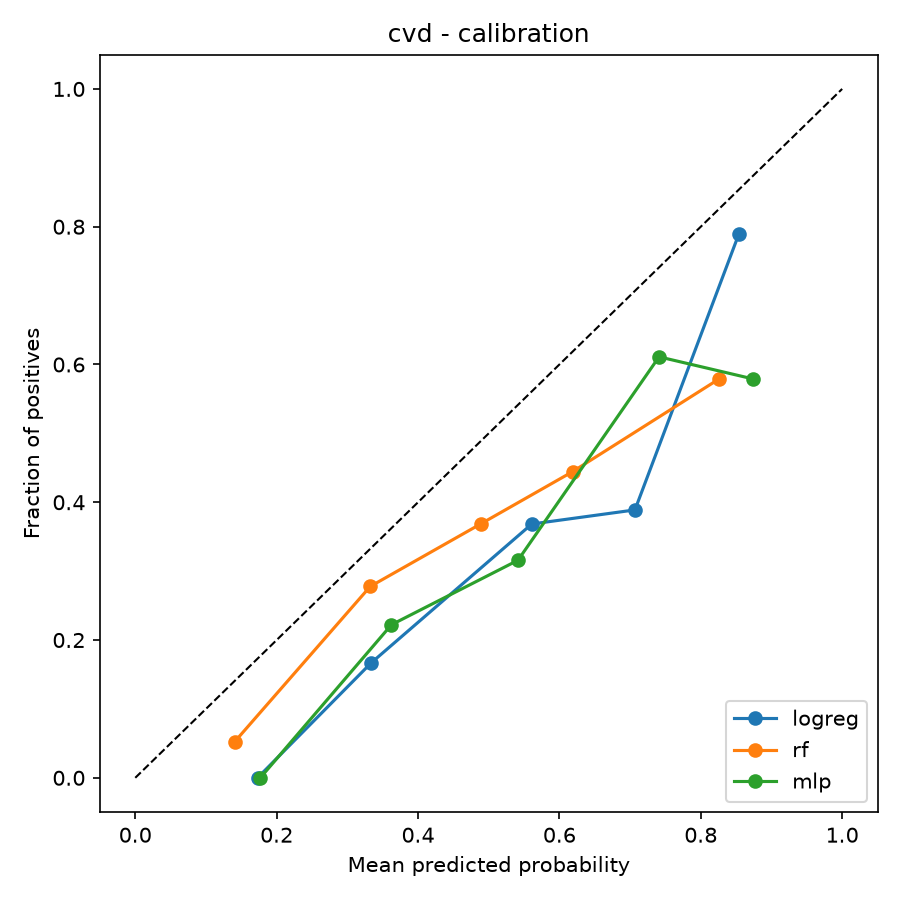 cvd - calibration
1.0
0.8
0.6
0.4
0.2
0.0
Fraction of positives
0.0 0.2 0.4 0.6 0.8 1.0
Mean predicted probability
logreg
rf
mlp